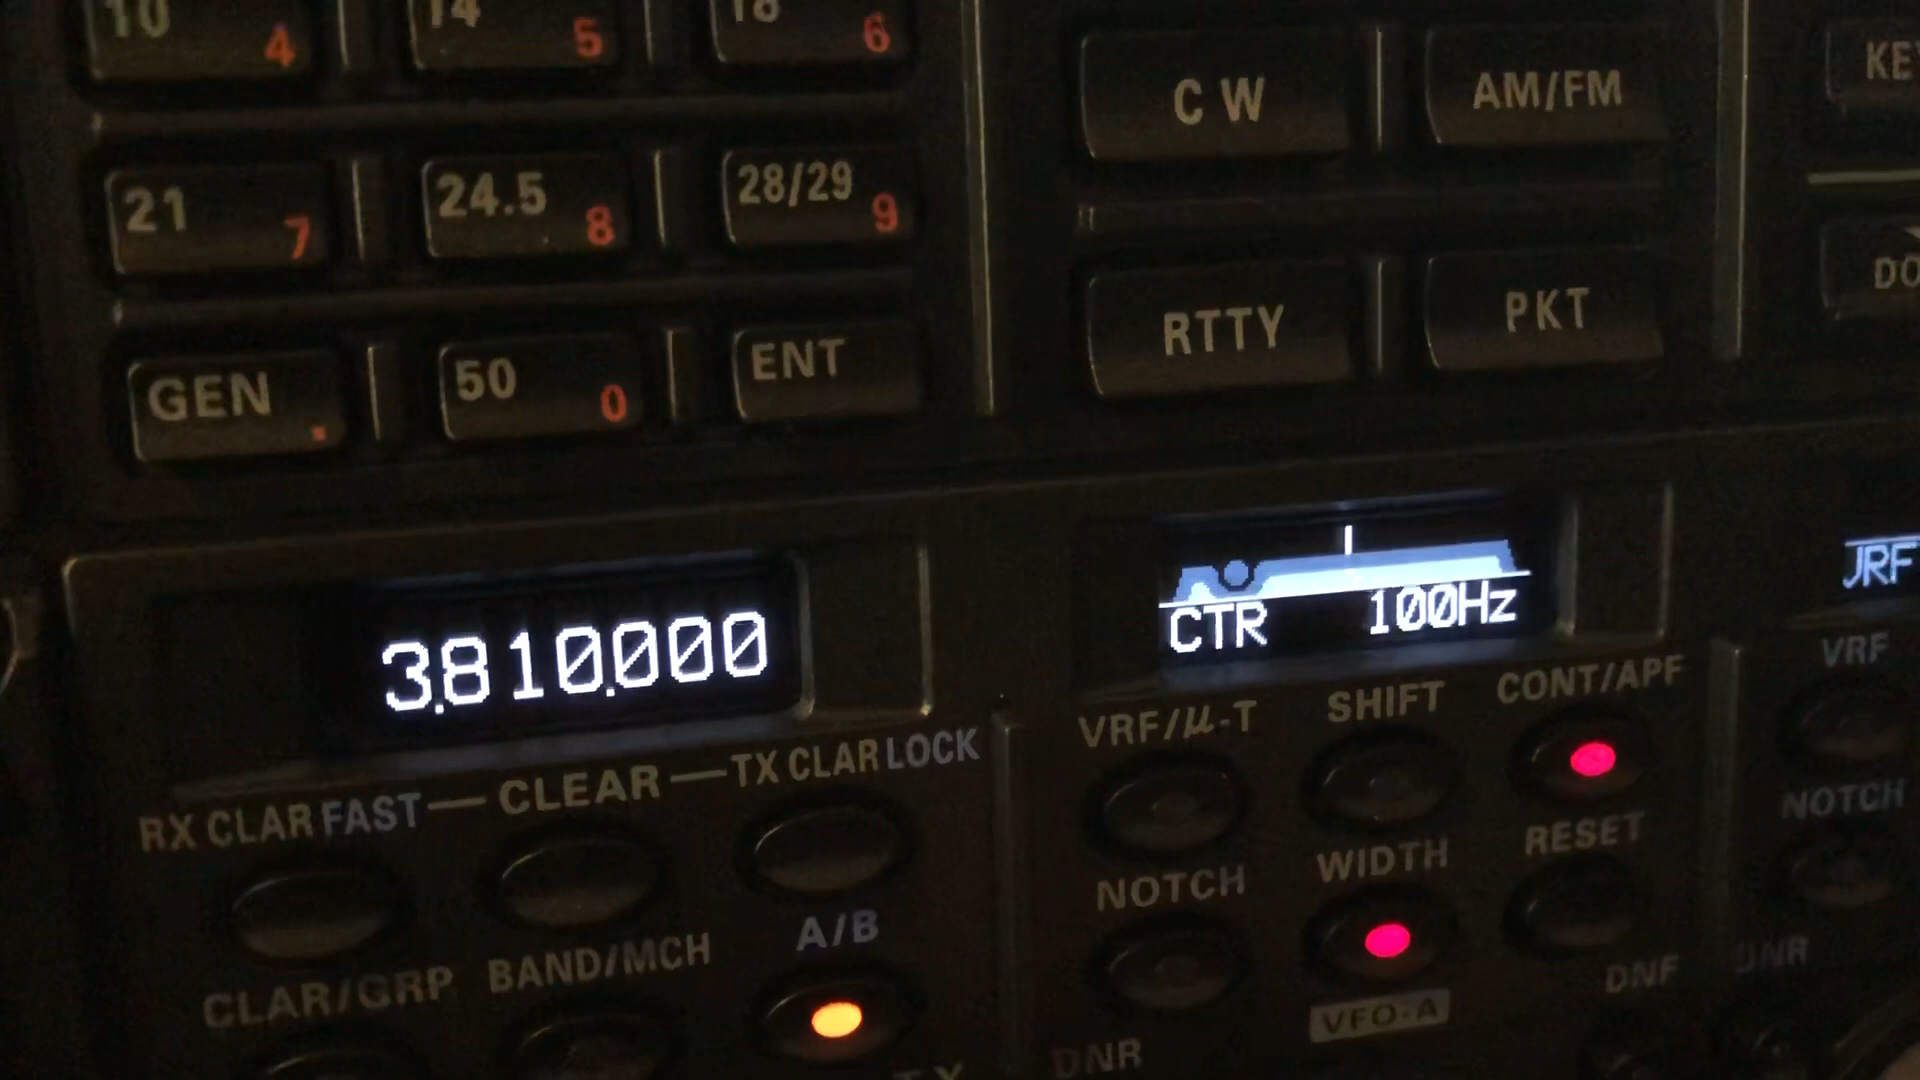 10 4 14 5 18 6
CW AM/FM
21 7 24.5 8 28/29 9
RTTY PKT
GEN . 50 0 ENT
3.810.000
CTR 100Hz
JRF
RX CLAR FAST — CLEAR — TX CLAR LOCK
VRF/μ-T SHIFT CONT/APF
VRF
NOTCH WIDTH RESET
NOTCH
CLAR/GRP BAND/MCH A/B
VFO-A
DNR DNF DNR